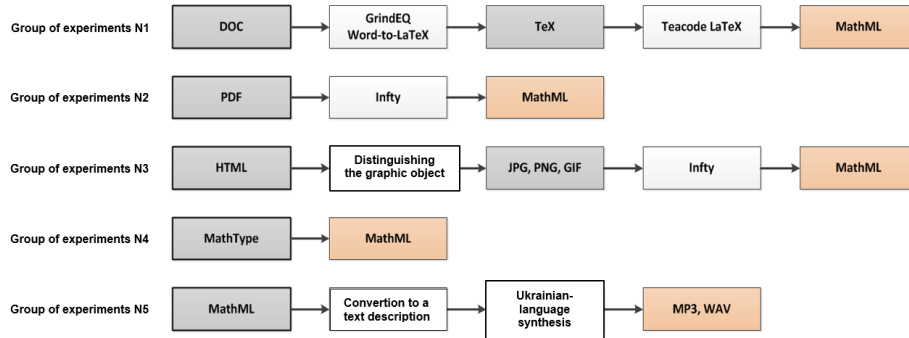 Group of experiments N1
DOC
GrindEQ
Word-to-LaTeX
TeX
Teacode LaTeX
MathML
Group of experiments N2
PDF
Infty
MathML
Group of experiments N3
HTML
Distinguishing
the graphic object
JPG, PNG, GIF
Infty
MathML
Group of experiments N4
MathType
MathML
Group of experiments N5
MathML
Convertion to a
text description
Ukrainian-
language
synthesis
MP3, WAV